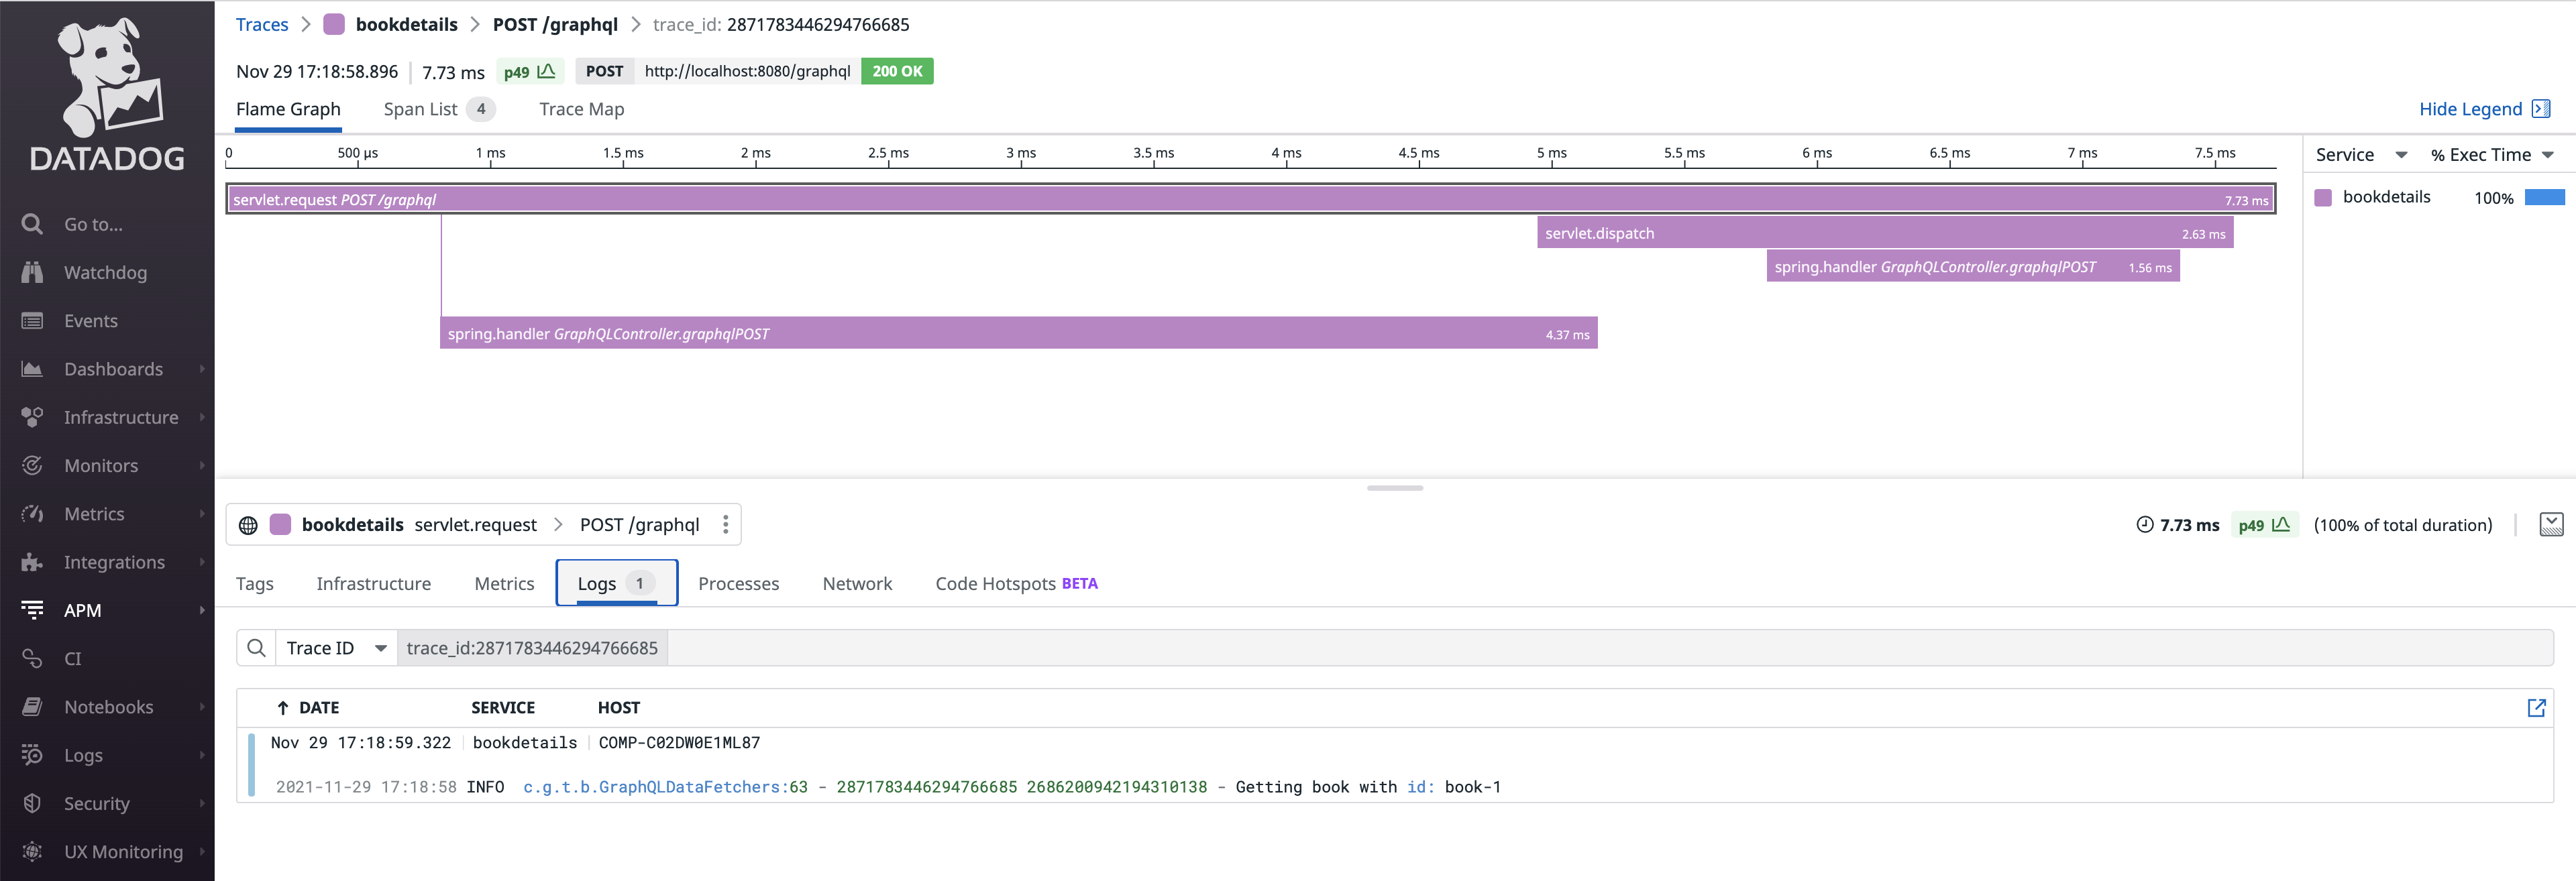 DATADOG
Go to...
Watchdog
Events
Dashboards
Infrastructure
Monitors
Metrics
Integrations
APM
CI
Notebooks
Logs
Security
UX Monitoring
Traces bookdetails POST /graphql trace_id: 2871783446294766685
Nov 29 17:18:58.896 7.73 ms p49 POST http://localhost:8080/graphql 200 OK
Flame Graph Span List 4 Trace Map Hide Legend
0 500 µs 1 ms 1.5 ms 2 ms 2.5 ms 3 ms 3.5 ms 4 ms 4.5 ms 5 ms 5.5 ms 6 ms 6.5 ms 7 ms 7.5 ms
Service % Exec Time
bookdetails 100%
servlet.request POST /graphql 7.73 ms
servlet.dispatch 2.63 ms
spring.handler GraphQLController.graphqlPOST 1.56 ms
spring.handler GraphQLController.graphqlPOST 4.37 ms
bookdetails servlet.request POST /graphql 7.73 ms p49 (100% of total duration)
Tags Infrastructure Metrics Logs 1 Processes Network Code Hotspots BETA
Trace ID trace_id:2871783446294766685
DATE SERVICE HOST
Nov 29 17:18:59.322 bookdetails COMP-C02DW0E1ML87
2021-11-29 17:18:58 INFO c.g.t.b.GraphQLDataFetchers:63 - 2871783446294766685 2686200942194310138 - Getting book with id: book-1